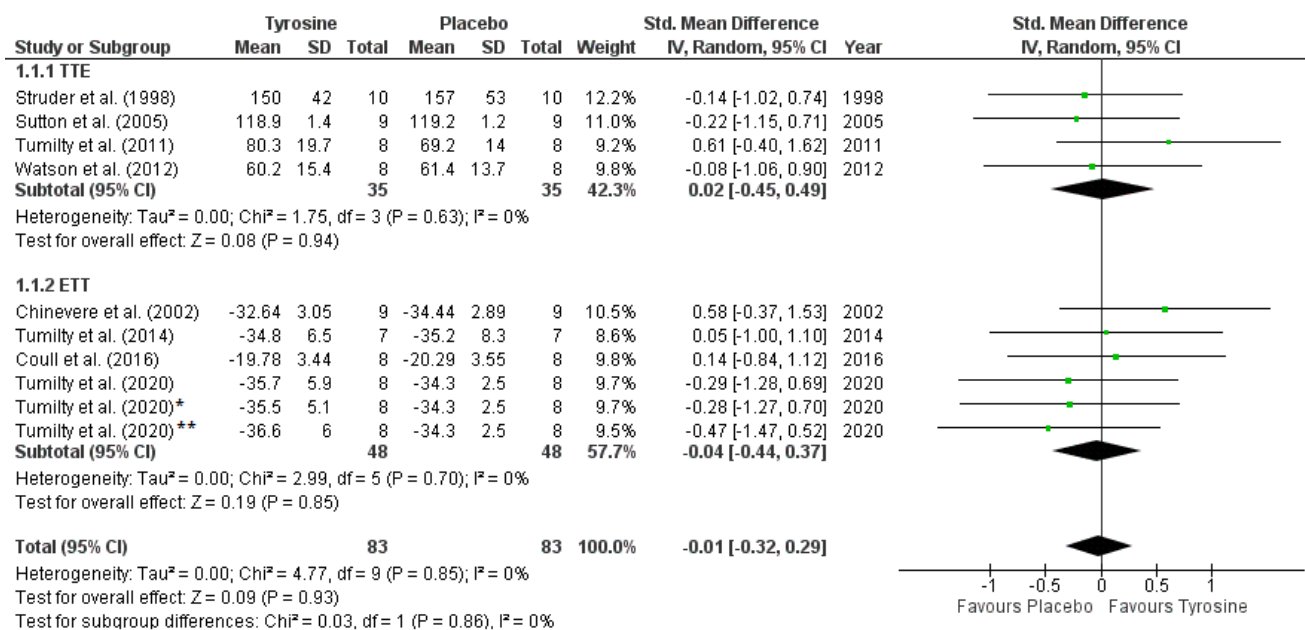 Tyrosine Placebo Std. Mean Difference Std. Mean Difference
Study or Subgroup Mean SD Total Mean SD Total Weight IV, Random, 95% CI Year IV, Random, 95% CI
1.1.1 TTE
Struder et al. (1998) 150 42 10 157 53 10 12.2% -0.14 [-1.02, 0.74] 1998
Sutton et al. (2005) 118.9 1.4 9 119.2 1.2 9 11.0% -0.22 [-1.15, 0.71] 2005
Tumilty et al. (2011) 80.3 19.7 8 69.2 14 8 9.2% 0.61 [-0.40, 1.62] 2011
Watson et al. (2012) 60.2 15.4 8 61.4 13.7 8 9.8% -0.08 [-1.06, 0.90] 2012
Subtotal (95% CI) 35 35 42.3% 0.02 [-0.45, 0.49]
Heterogeneity: Tau² = 0.00; Chi² = 1.75, df = 3 (P = 0.63); I² = 0%
Test for overall effect: Z = 0.08 (P = 0.94)
1.1.2 ETT
Chinevere et al. (2002) -32.64 3.05 9 -34.44 2.89 9 10.5% 0.58 [-0.37, 1.53] 2002
Tumilty et al. (2014) -34.8 6.5 7 -35.2 8.3 7 8.6% 0.05 [-1.00, 1.10] 2014
Coull et al. (2016) -19.78 3.44 8 -20.29 3.55 8 9.8% 0.14 [-0.84, 1.12] 2016
Tumilty et al. (2020) -35.7 5.9 8 -34.3 2.5 8 9.7% -0.29 [-1.28, 0.69] 2020
Tumilty et al. (2020)* -35.5 5.1 8 -34.3 2.5 8 9.7% -0.28 [-1.27, 0.70] 2020
Tumilty et al. (2020)** -36.6 6 8 -34.3 2.5 8 9.5% -0.47 [-1.47, 0.52] 2020
Subtotal (95% CI) 48 48 57.7% -0.04 [-0.44, 0.37]
Heterogeneity: Tau² = 0.00; Chi² = 2.99, df = 5 (P = 0.70); I² = 0%
Test for overall effect: Z = 0.19 (P = 0.85)
Total (95% CI) 83 83 100.0% -0.01 [-0.32, 0.29]
Heterogeneity: Tau² = 0.00; Chi² = 4.77, df = 9 (P = 0.85); I² = 0%
Test for overall effect: Z = 0.09 (P = 0.93)
Test for subgroup differences: Chi² = 0.03, df = 1 (P = 0.86), I² = 0%
-1 -0.5 0 0.5 1
Favours Placebo Favours Tyrosine